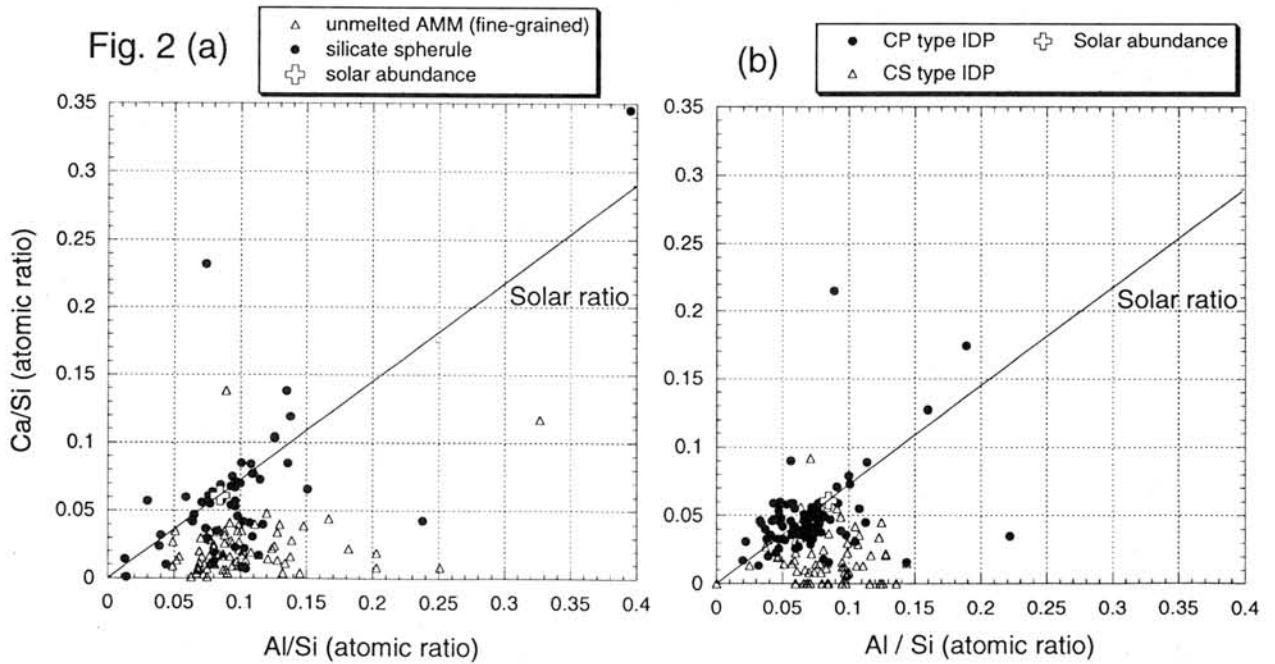 Fig. 2 (a)
unmelted AMM (fine-grained)
silicate spherule
solar abundance
0.35
0.3
0.25
0.2
0.15
0.1
0.05
0
Ca/Si (atomic ratio)
Solar ratio
0 0.05 0.1 0.15 0.2 0.25 0.3 0.35 0.4
Al/Si (atomic ratio)
(b)
CP type IDP Solar abundance
CS type IDP
0.35
0.3
0.25
0.2
0.15
0.1
0.05
0
Solar ratio
0 0.05 0.1 0.15 0.2 0.25 0.3 0.35 0.4
Al / Si (atomic ratio)